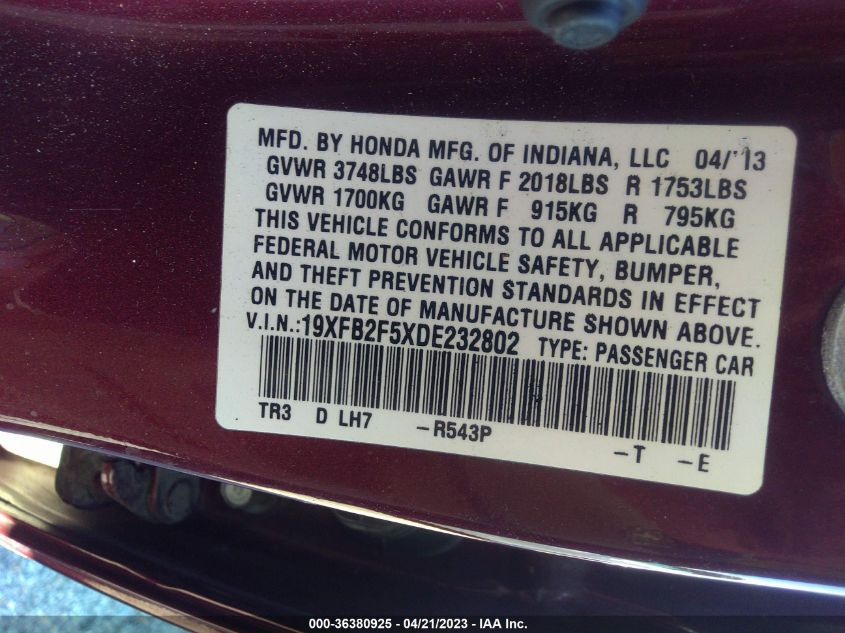 MFD. BY HONDA MFG. OF INDIANA, LLC 04/'13
GVWR 3748LBS GAWR F 2018LBS R 1753LBS
GVWR 1700KG GAWR F 915KG R 795KG
THIS VEHICLE CONFORMS TO ALL APPLICABLE
FEDERAL MOTOR VEHICLE SAFETY, BUMPER,
AND THEFT PREVENTION STANDARDS IN EFFECT
ON THE DATE OF MANUFACTURE SHOWN ABOVE.
V.I.N.:19XFB2F5XDE232802 TYPE: PASSENGER CAR
TR3 D LH7 -R543P -T -E
000-36380925 - 04/21/2023 - IAA Inc.